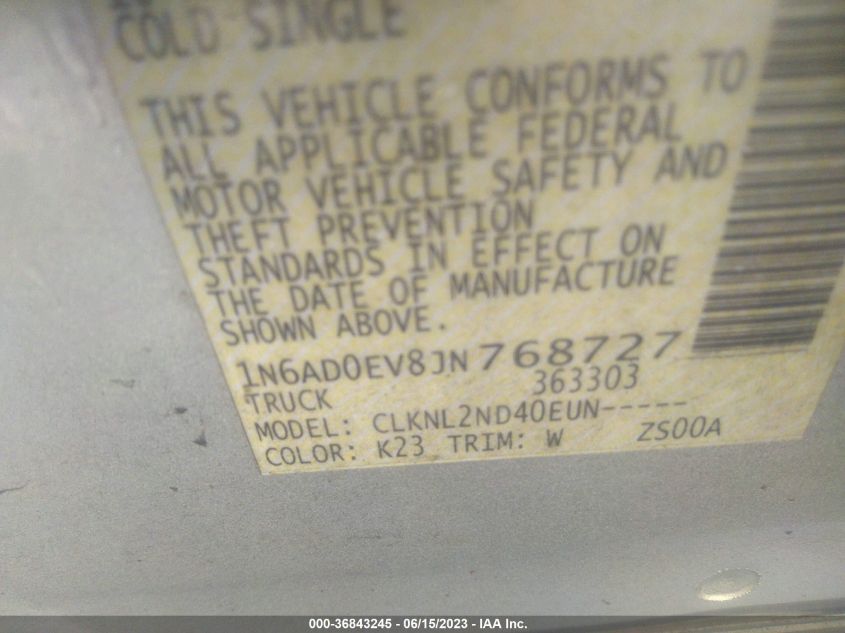 COLD SINGLE
THIS VEHICLE CONFORMS TO
ALL APPLICABLE FEDERAL
MOTOR VEHICLE SAFETY AND
THEFT PREVENTION
STANDARDS IN EFFECT ON
THE DATE OF MANUFACTURE
SHOWN ABOVE.
1N6AD0EV8JN768727
TRUCK 363303
MODEL: CLKNL2ND40EUN-----
COLOR: K23 TRIM: W ZS00A
000-36843245 - 06/15/2023 - IAA Inc.